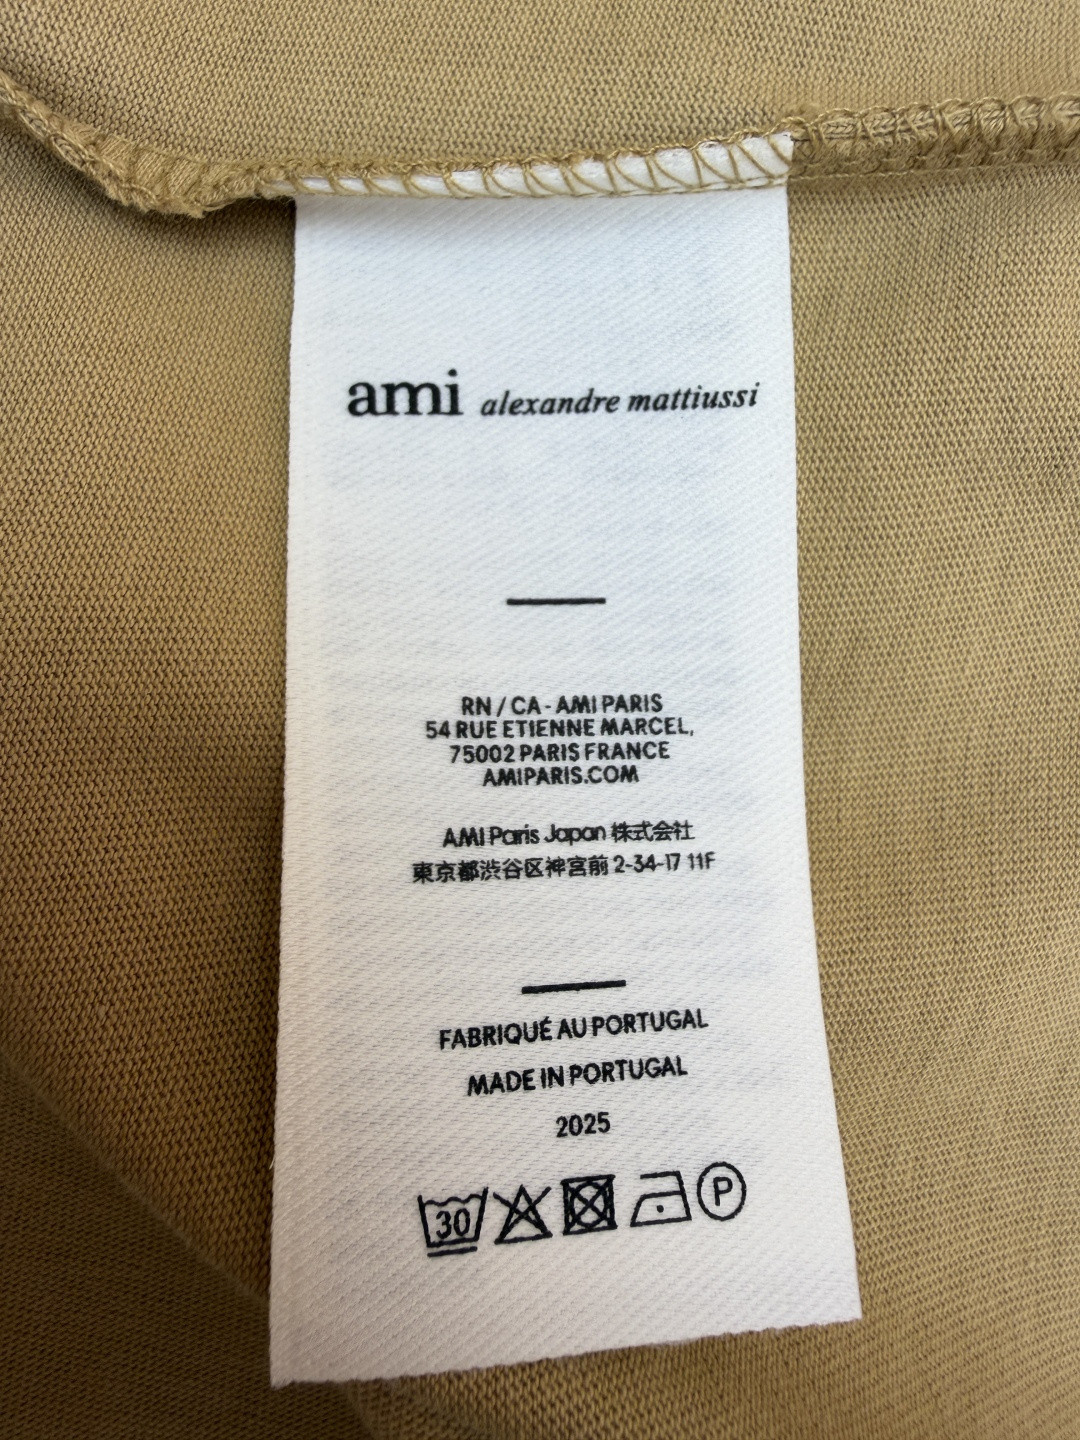 ami alexandre mattiussi
RN / CA - AMI PARIS
54 RUE ETIENNE MARCEL,
75002 PARIS FRANCE
AMIPARIS.COM
AMI Paris Japan 株式会社
東京都渋谷区神宮前 2-34-17 11F
FABRIQUÉ AU PORTUGAL
MADE IN PORTUGAL
2025
30 P